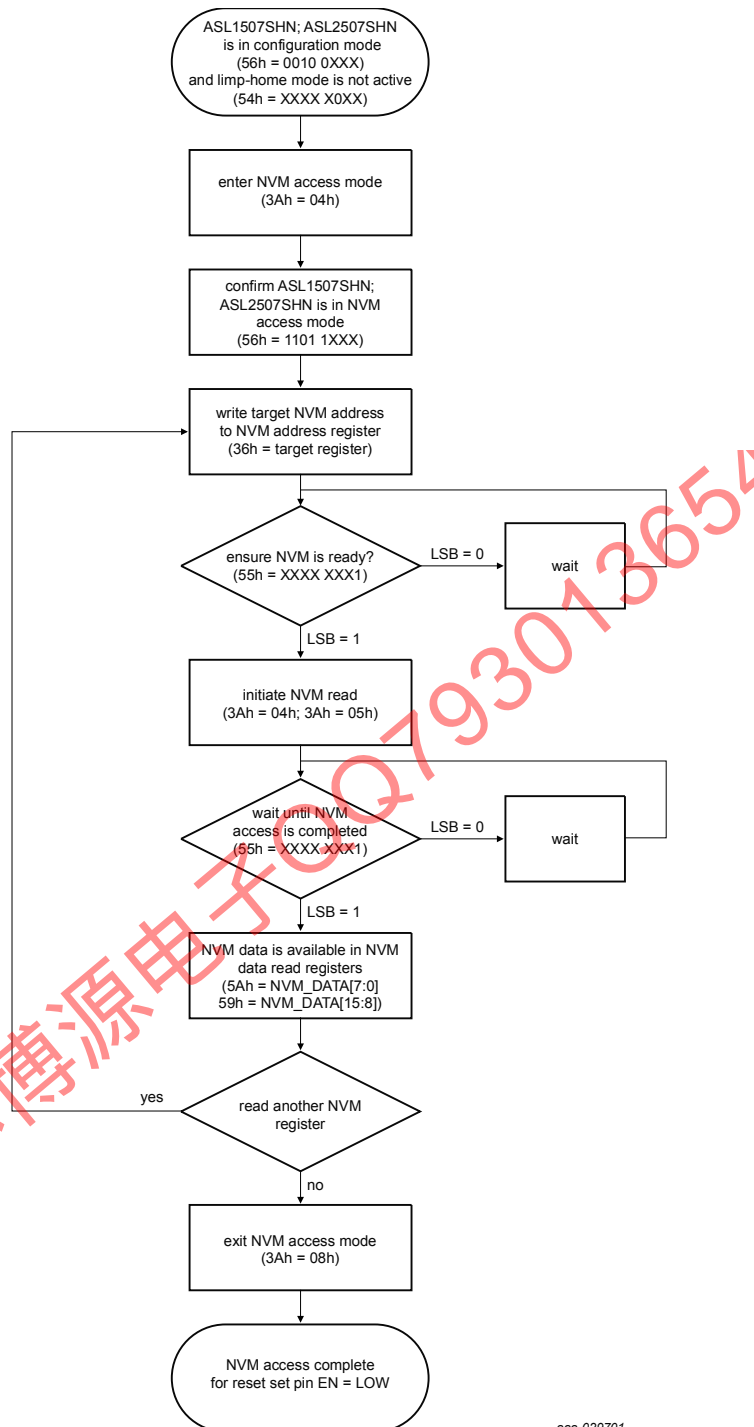 ASL1507SHN; ASL2507SHN
is in configuration mode
(56h = 0010 0XXX)
and limp-home mode is not active
(54h = XXXX X0XX)
enter NVM access mode
(3Ah = 04h)
confirm ASL1507SHN;
ASL2507SHN is in NVM
access mode
(56h = 1101 1XXX)
write target NVM address
to NVM address register
(36h = target register)
ensure NVM is ready?
(55h = XXXX XXX1)
LSB = 0
wait
LSB = 1
initiate NVM read
(3Ah = 04h; 3Ah = 05h)
wait until NVM
access is completed
(55h = XXXX XXX1)
LSB = 0
wait
LSB = 1
NVM data is available in NVM
data read registers
(5Ah = NVM_DATA[7:0]
59h = NVM_DATA[15:8])
yes
read another NVM
register
no
exit NVM access mode
(3Ah = 08h)
NVM access complete
for reset set pin EN = LOW
博源电子QQ793013654